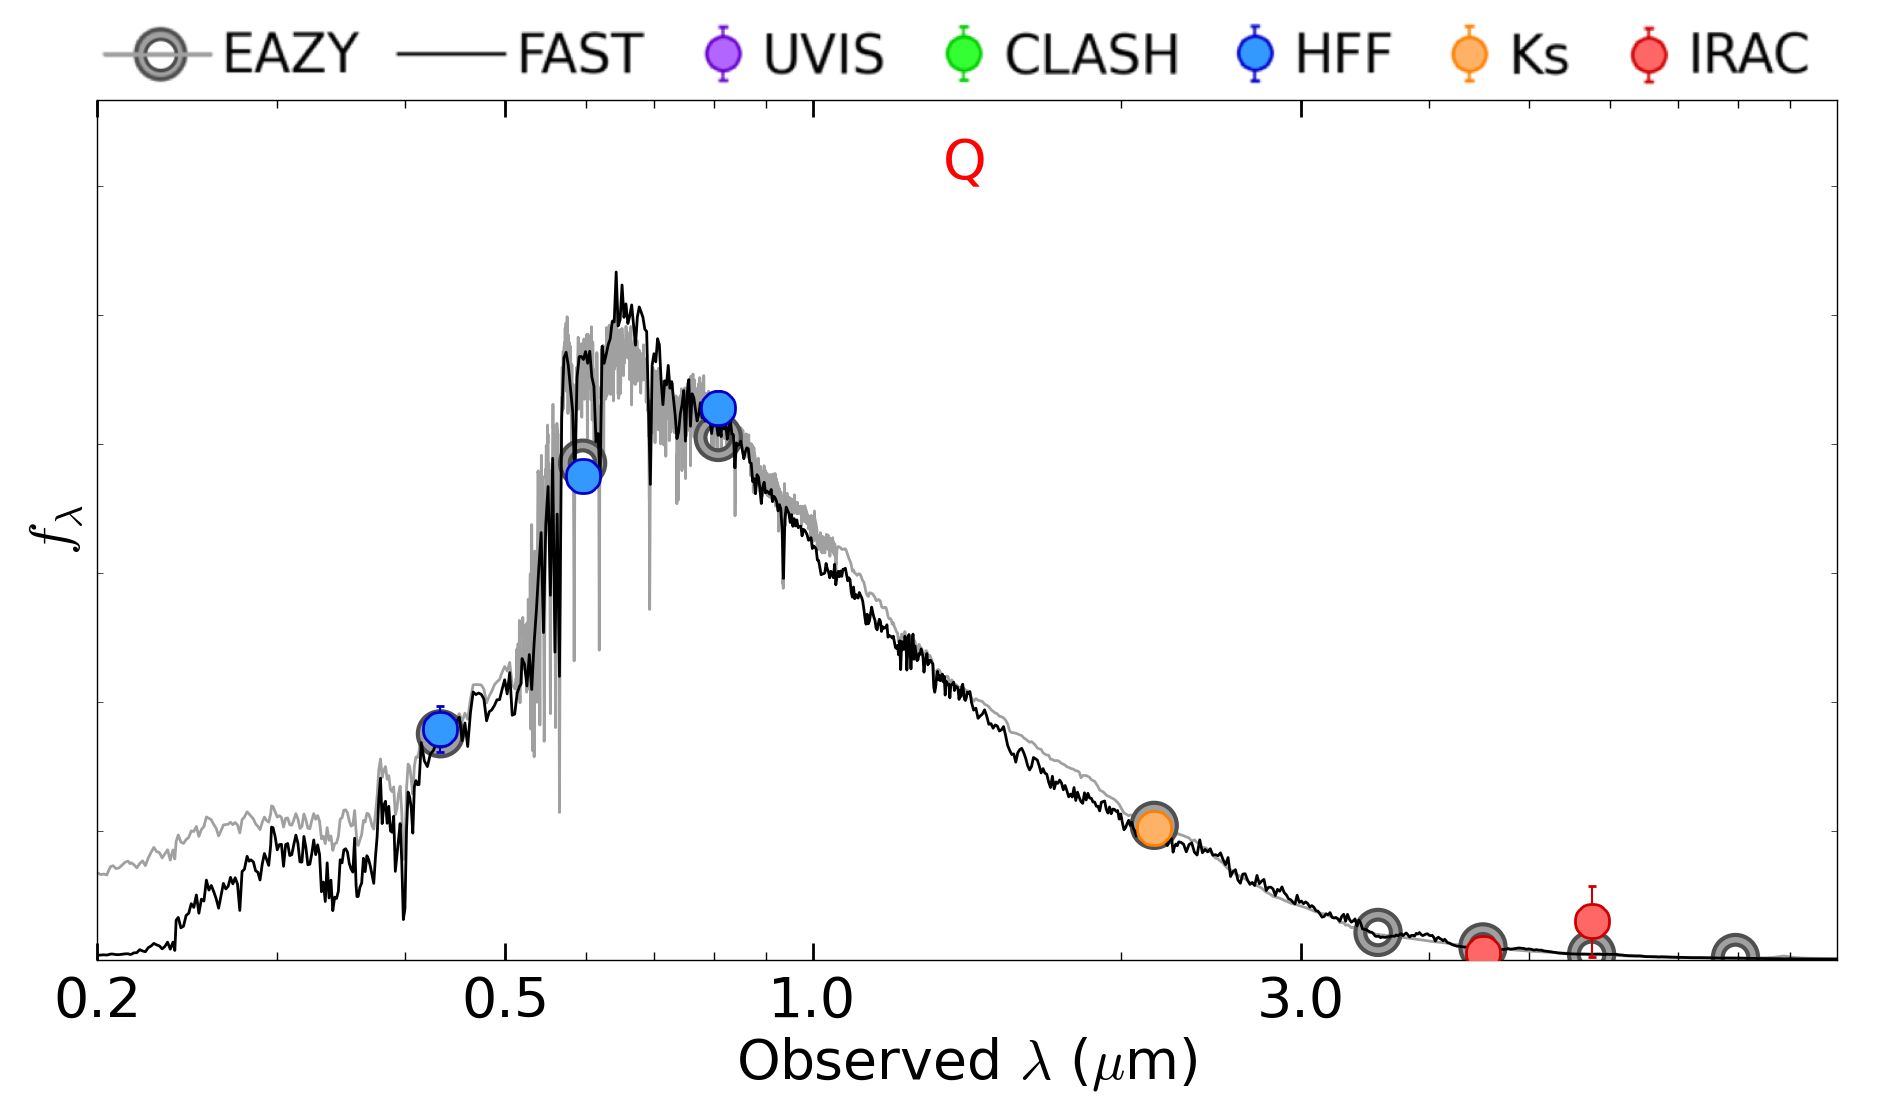 EAZY FAST UVIS CLASH HFF Ks IRAC
Q
f_λ
0.2 0.5 1.0 3.0
Observed λ (μm)